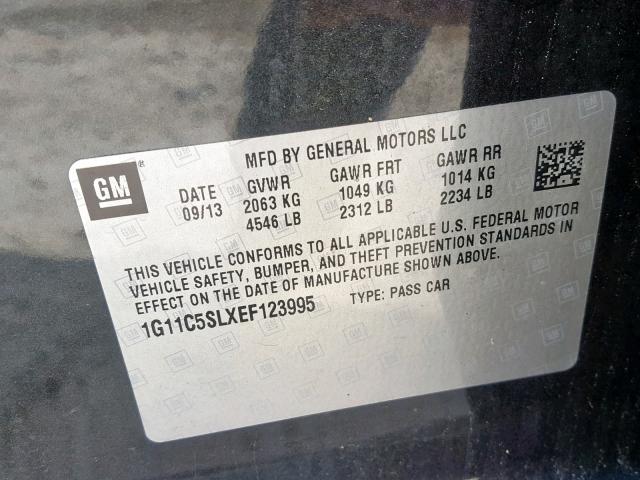 MFD BY GENERAL MOTORS LLC
GM®
DATE GVWR GAWR FRT GAWR RR
09/13 2063 KG 1049 KG 1014 KG
4546 LB 2312 LB 2234 LB
THIS VEHICLE CONFORMS TO ALL APPLICABLE U.S. FEDERAL MOTOR
VEHICLE SAFETY, BUMPER, AND THEFT PREVENTION STANDARDS IN
EFFECT ON THE DATE OF MANUFACTURE SHOWN ABOVE.
1G11C5SLXEF123995 TYPE: PASS CAR